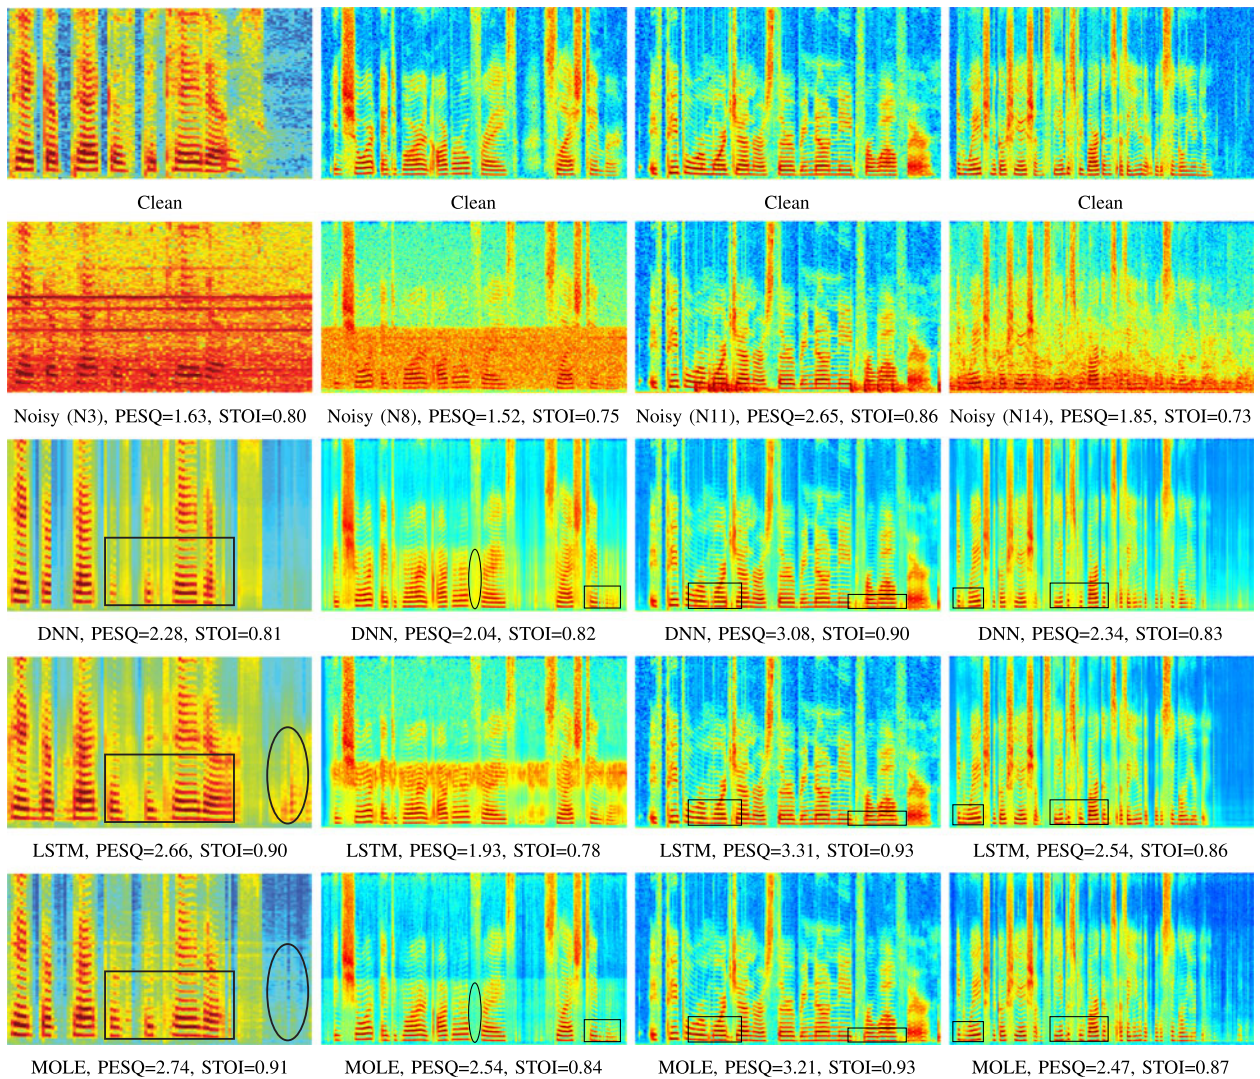 Clean
Clean
Clean
Clean
Noisy (N3), PESQ=1.63, STOI=0.80
Noisy (N8), PESQ=1.52, STOI=0.75
Noisy (N11), PESQ=2.65, STOI=0.86
Noisy (N14), PESQ=1.85, STOI=0.73
DNN, PESQ=2.28, STOI=0.81
DNN, PESQ=2.04, STOI=0.82
DNN, PESQ=3.08, STOI=0.90
DNN, PESQ=2.34, STOI=0.83
LSTM, PESQ=2.66, STOI=0.90
LSTM, PESQ=1.93, STOI=0.78
LSTM, PESQ=3.31, STOI=0.93
LSTM, PESQ=2.54, STOI=0.86
MOLE, PESQ=2.74, STOI=0.91
MOLE, PESQ=2.54, STOI=0.84
MOLE, PESQ=3.21, STOI=0.93
MOLE, PESQ=2.47, STOI=0.87